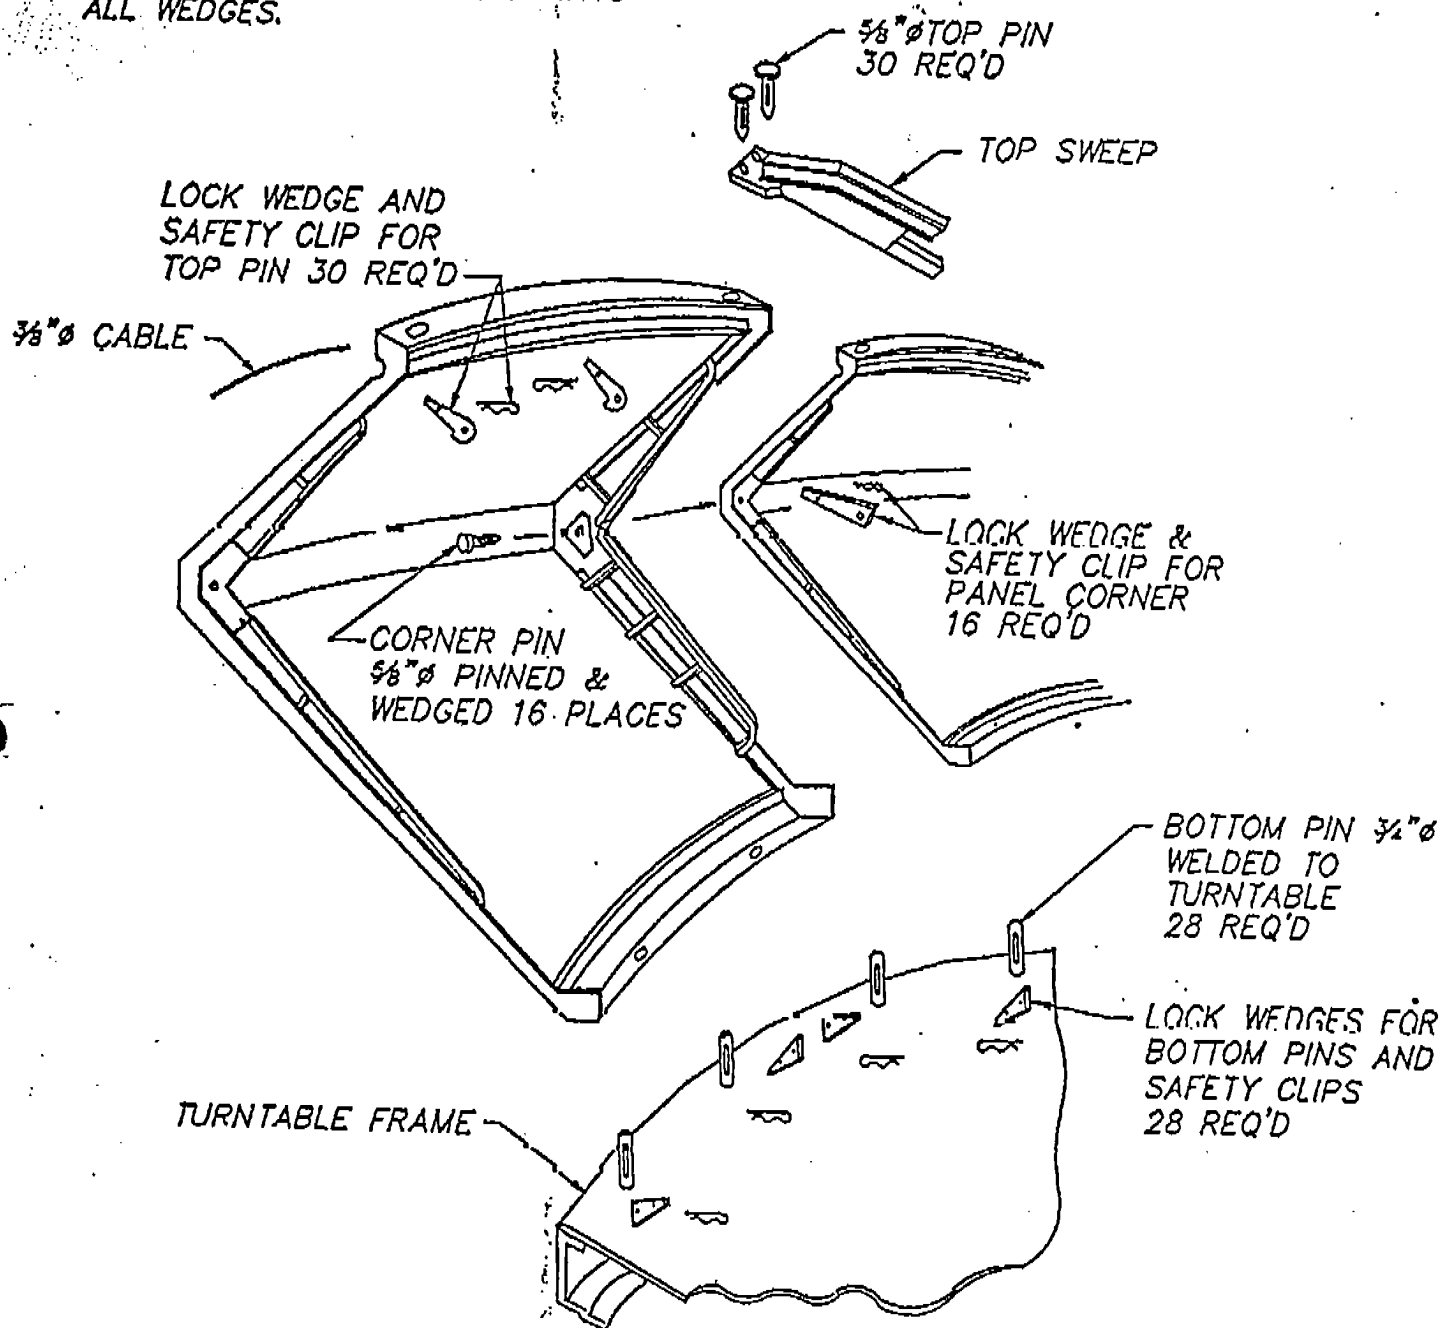 ALL WEDGES.
5/8"ø TOP PIN
30 REQ'D
TOP SWEEP
LOCK WEDGE AND
SAFETY CLIP FOR
TOP PIN 30 REQ'D
3/8"ø CABLE
LOCK WEDGE &
SAFETY CLIP FOR
PANEL CORNER
16 REQ'D
CORNER PIN
5/8"ø PINNED &
WEDGED 16 PLACES
BOTTOM PIN 3/4"ø
WELDED TO
TURNTABLE
28 REQ'D
LOCK WEDGES FOR
BOTTOM PINS AND
SAFETY CLIPS
28 REQ'D
TURNTABLE FRAME